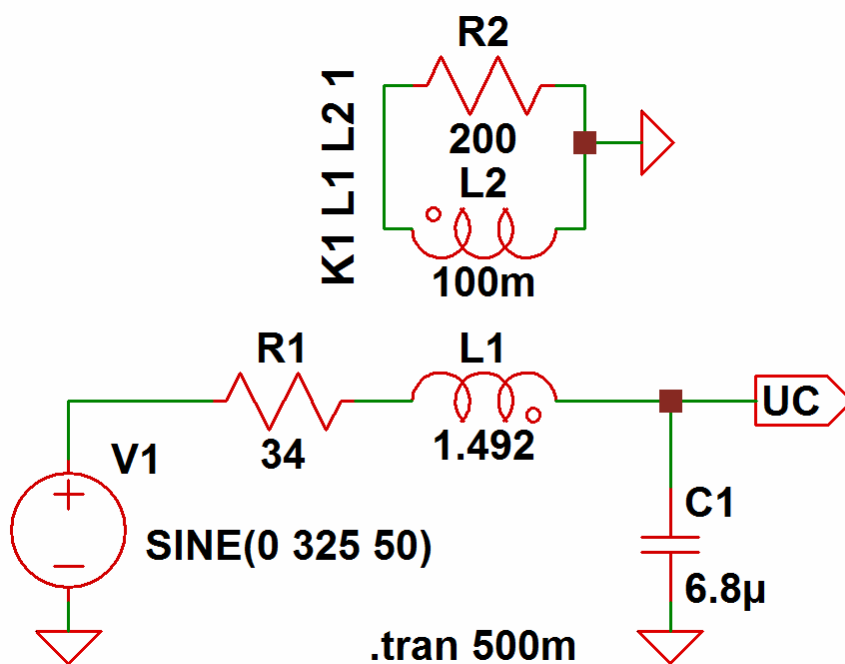 R2
200
K1 L1 L2 1
L2
100m
R1
34
L1
1.492
UC
V1
SINE(0 325 50)
C1
6.8µ
.tran 500m